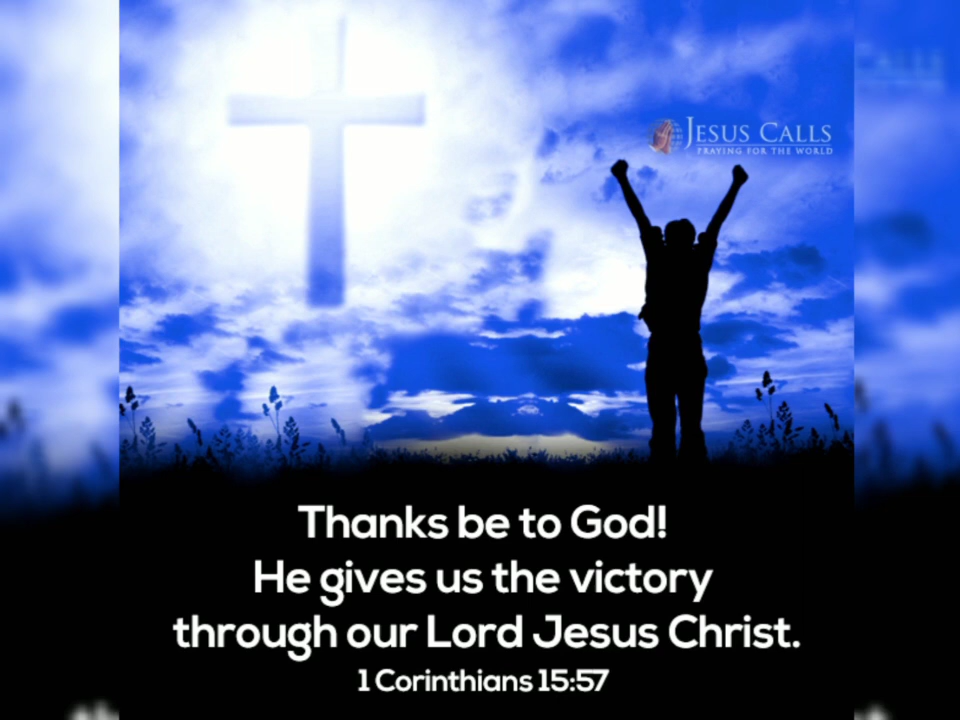 JESUS CALLS
PRAYING FOR THE WORLD
Thanks be to God!
He gives us the victory
through our Lord Jesus Christ.
1 Corinthians 15:57